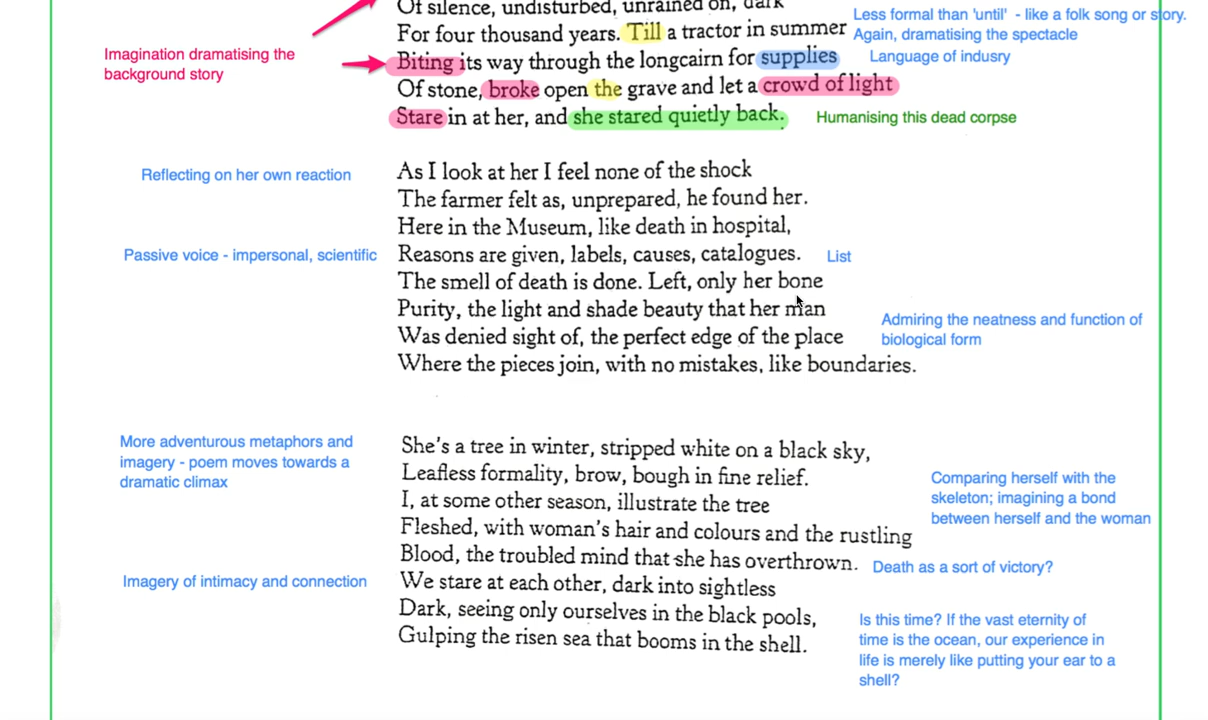 Of silence, undisturbed, unrained on, dark
Less formal than 'until' - like a folk song or story.
For four thousand years. Till a tractor in summer
Again, dramatising the spectacle
Imagination dramatising the
background story
Biting its way through the longcairn for supplies
Language of indusry
Of stone, broke open the grave and let a crowd of light
Stare in at her, and she stared quietly back.
Humanising this dead corpse
Reflecting on her own reaction
As I look at her I feel none of the shock
The farmer felt as, unprepared, he found her.
Here in the Museum, like death in hospital,
Passive voice - impersonal, scientific
Reasons are given, labels, causes, catalogues.
List
The smell of death is done. Left, only her bone
Purity, the light and shade beauty that her man
Was denied sight of, the perfect edge of the place
Where the pieces join, with no mistakes, like boundaries.
Admiring the neatness and function of
biological form
More adventurous metaphors and
imagery - poem moves towards a
dramatic climax
She's a tree in winter, stripped white on a black sky,
Leafless formality, brow, bough in fine relief.
I, at some other season, illustrate the tree
Fleshed, with woman's hair and colours and the rustling
Blood, the troubled mind that she has overthrown.
Comparing herself with the
skeleton; imagining a bond
between herself and the woman
Death as a sort of victory?
Imagery of intimacy and connection
We stare at each other, dark into sightless
Dark, seeing only ourselves in the black pools,
Gulping the risen sea that booms in the shell.
Is this time? If the vast eternity of
time is the ocean, our experience in
life is merely like putting your ear to a
shell?